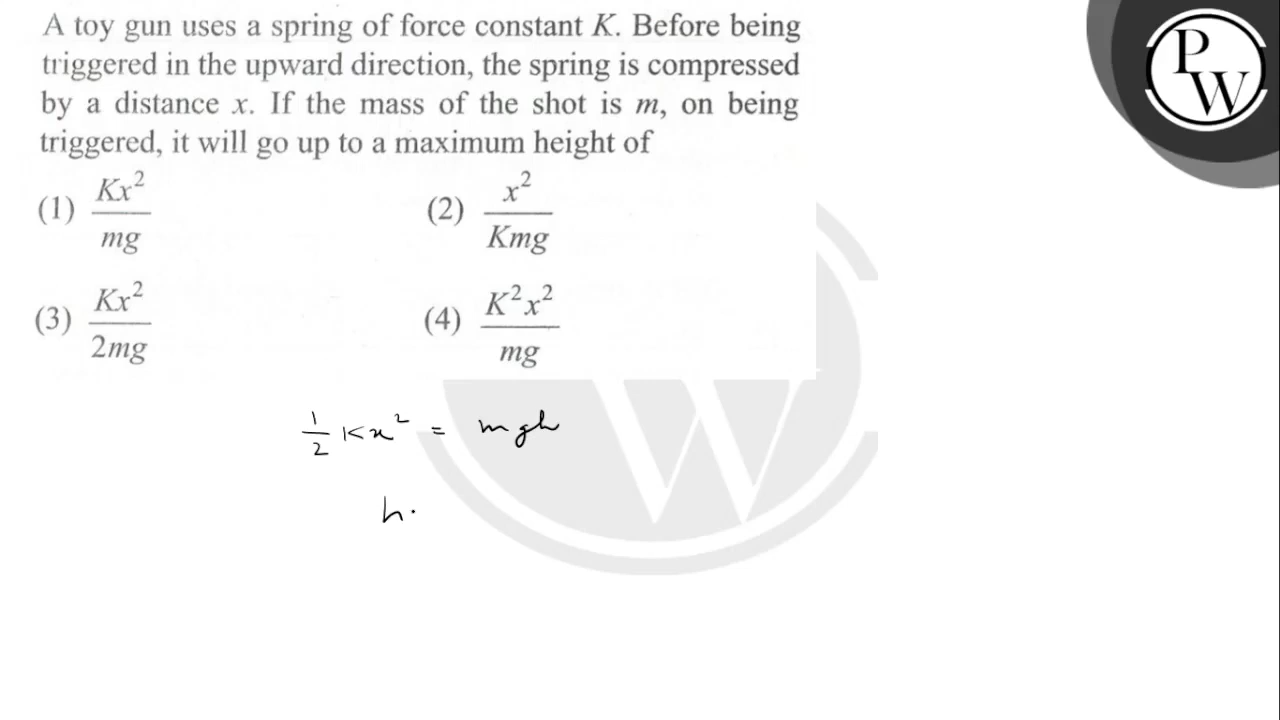 A toy gun uses a spring of force constant K. Before being
triggered in the upward direction, the spring is compressed
by a distance x. If the mass of the shot is m, on being
triggered, it will go up to a maximum height of
(1) Kx²/mg (2) x²/Kmg
(3) Kx²/2mg (4) K²x²/mg
1/2 Kx² = mgh
h.
PW
W